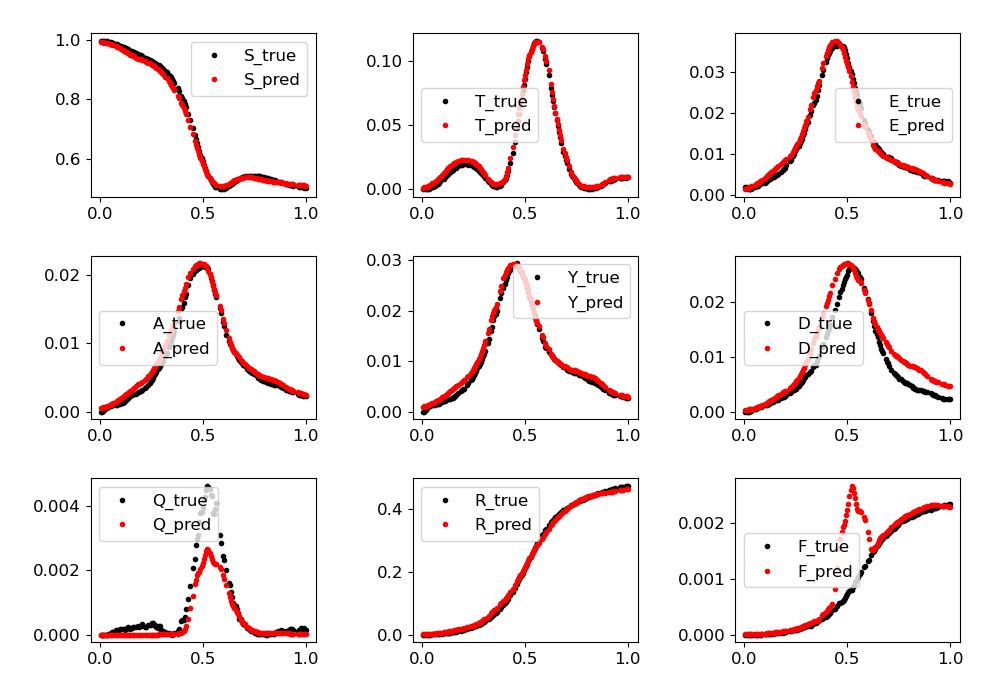 1.0
0.8
0.6
S_true
S_pred
0.0 0.5 1.0
0.10
0.05
0.00
T_true
T_pred
0.0 0.5 1.0
0.03
0.02
0.01
0.00
E_true
E_pred
0.0 0.5 1.0
0.02
0.01
0.00
A_true
A_pred
0.0 0.5 1.0
0.03
0.02
0.01
0.00
Y_true
Y_pred
0.0 0.5 1.0
0.02
0.01
0.00
D_true
D_pred
0.0 0.5 1.0
0.004
0.002
0.000
Q_true
Q_pred
0.0 0.5 1.0
0.4
0.2
0.0
R_true
R_pred
0.0 0.5 1.0
0.002
0.001
0.000
F_true
F_pred
0.0 0.5 1.0